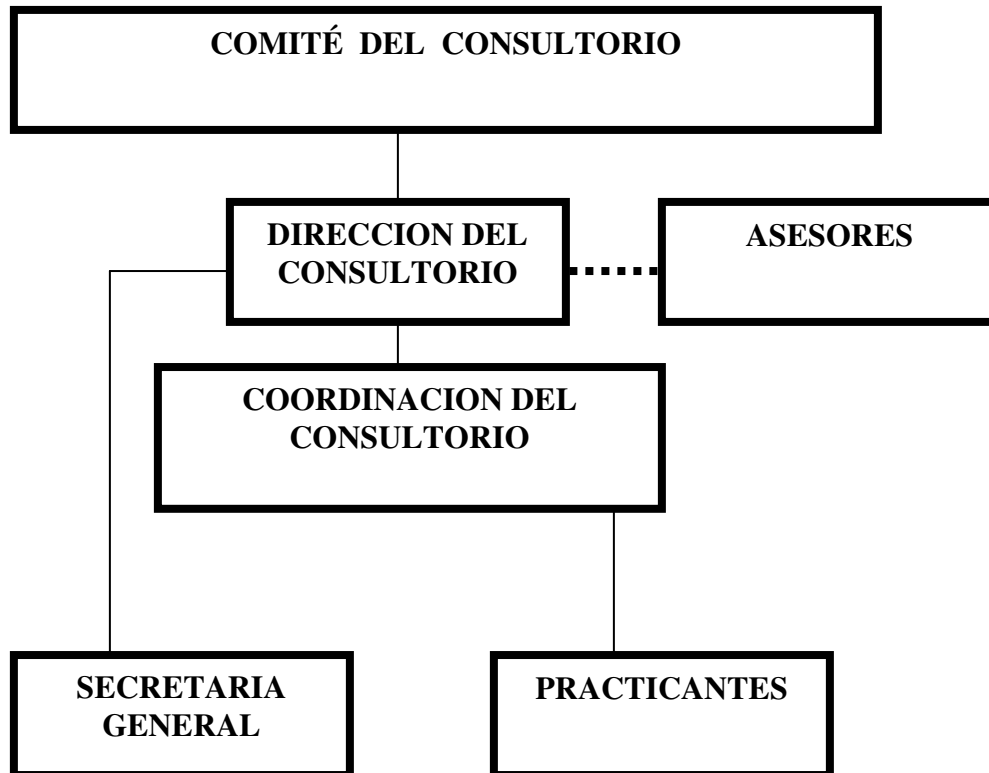 COMITÉ DEL CONSULTORIO
DIRECCION DEL
CONSULTORIO
ASESORES
COORDINACION DEL
CONSULTORIO
SECRETARIA
GENERAL
PRACTICANTES